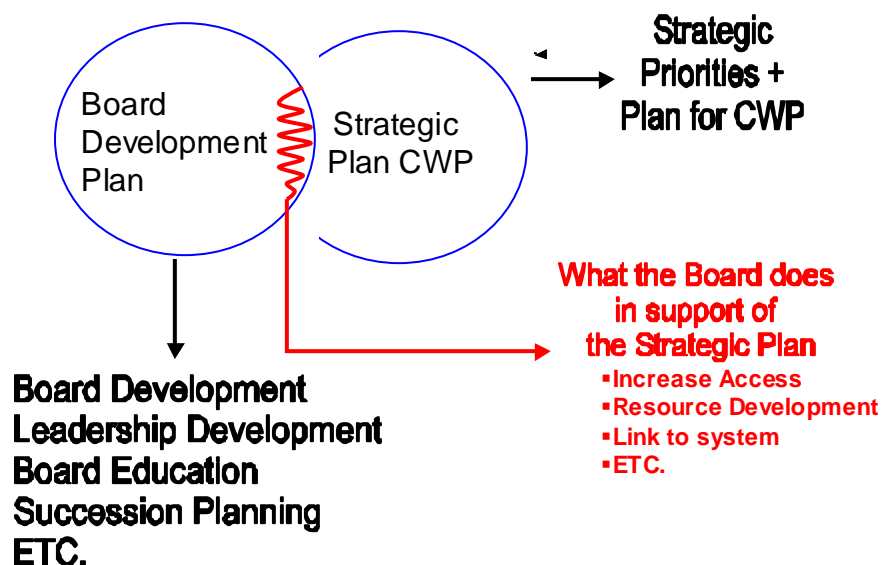 Board
Development
Plan
Strategic
Plan CWP
Strategic
Priorities +
Plan for CWP
What the Board does
in support of
the Strategic Plan
▪Increase Access
▪Resource Development
▪Link to system
▪ETC.
Board Development
Leadership Development
Board Education
Succession Planning
ETC.